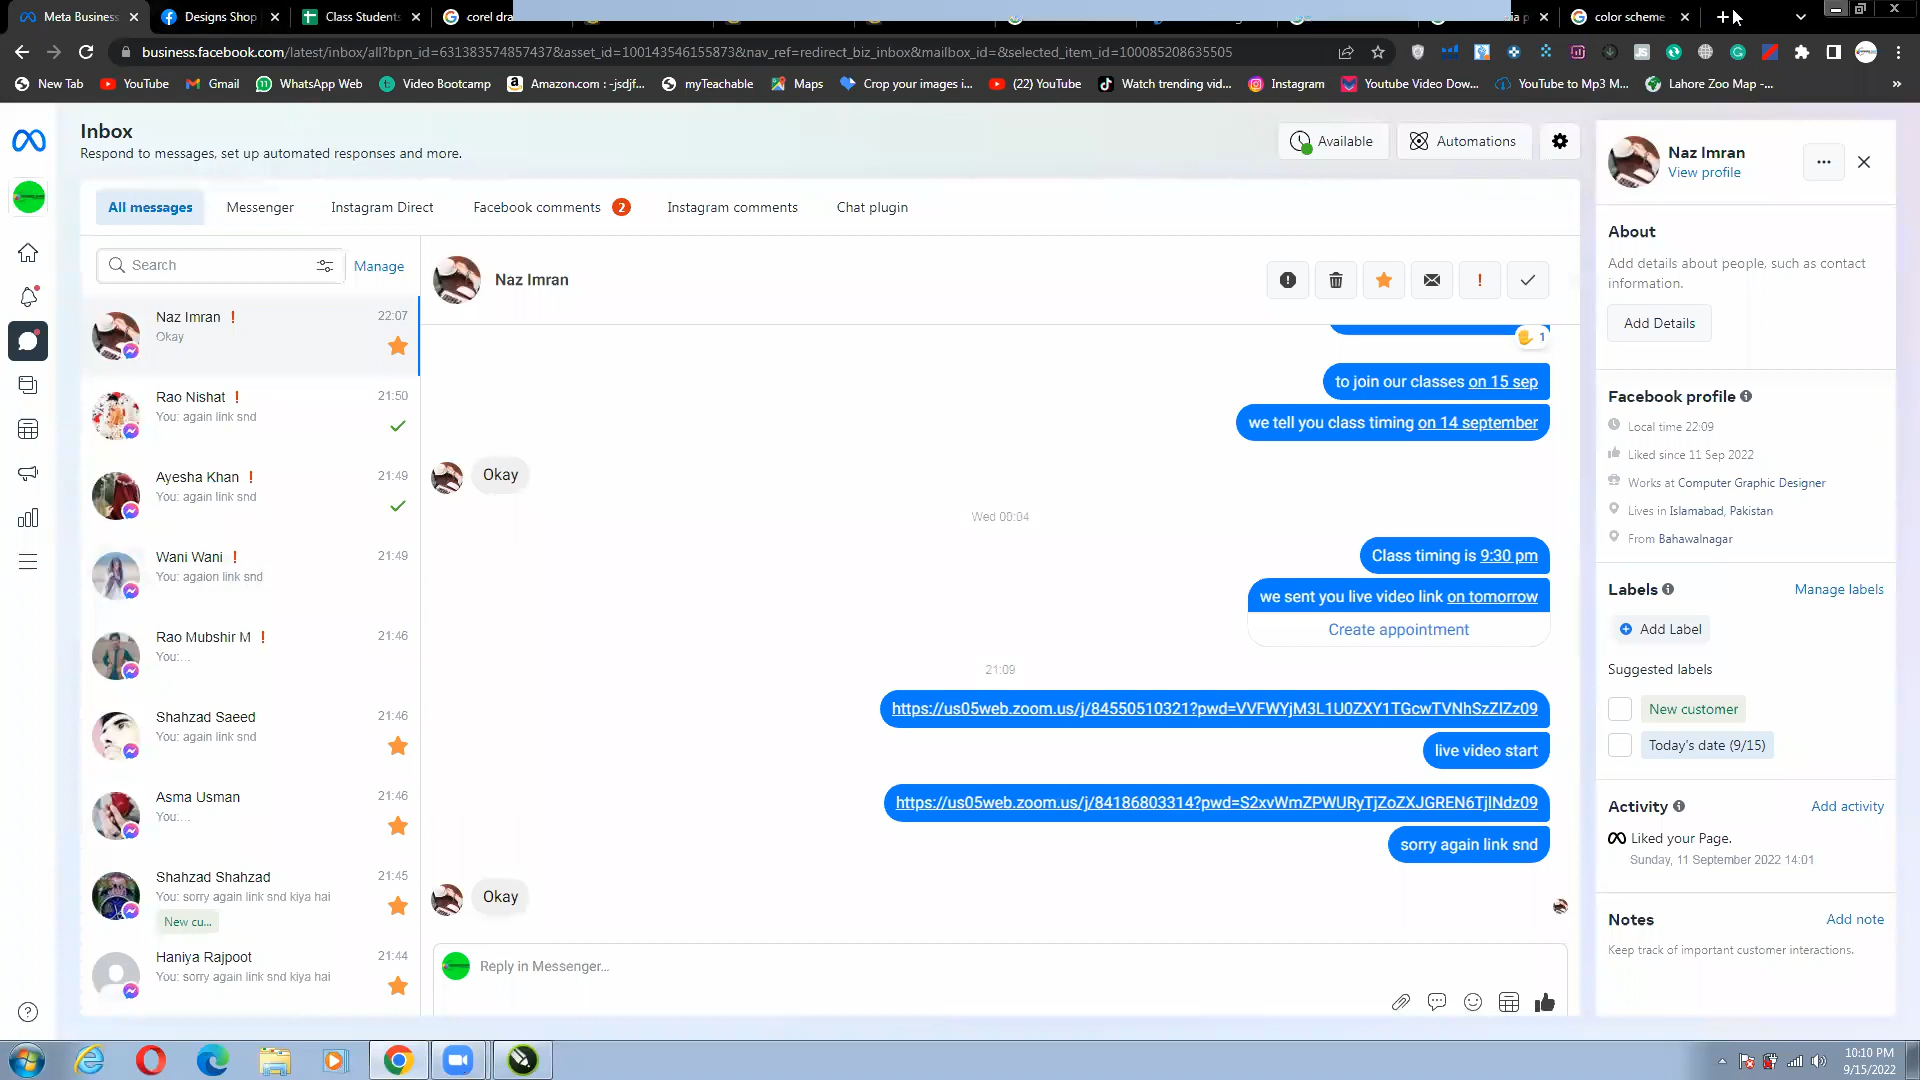 Meta Business
Designs Shop
Class Students
corel dra
color scheme
business.facebook.com/latest/inbox/all?bpn_id=631383574857437&asset_id=100143546155873&nav_ref=redirect_biz_inbox&mailbox_id=&selected_item_id=100085208635505
New Tab
YouTube
Gmail
WhatsApp Web
Video Bootcamp
Amazon.com : -jsdjf...
myTeachable
Maps
Crop your images i...
(22) YouTube
Watch trending vid...
Instagram
Youtube Video Dow...
YouTube to Mp3 M...
Lahore Zoo Map -...
Inbox
Respond to messages, set up automated responses and more.
Available
Automations
All messages
Messenger
Instagram Direct
Facebook comments 2
Instagram comments
Chat plugin
Search
Manage
Naz Imran ! 22:07
Okay
Rao Nishat ! 21:50
You: again link snd
Ayesha Khan ! 21:49
You: again link snd
Wani Wani ! 21:49
You: agaion link snd
Rao Mubshir M ! 21:46
You:...
Shahzad Saeed 21:46
You: again link snd
Asma Usman 21:46
You:...
Shahzad Shahzad 21:45
You: sorry again link snd kiya hai
New cu...
Haniya Rajpoot 21:44
You: sorry again link snd kiya hai
Naz Imran
1
to join our classes on 15 sep
we tell you class timing on 14 september
Okay
Wed 00:04
Class timing is 9:30 pm
we sent you live video link on tomorrow
Create appointment
21:09
https://us05web.zoom.us/j/84550510321?pwd=VVFWYjM3L1U0ZXY1TGcwTVNhSzZlZz09
live video start
https://us05web.zoom.us/j/84186803314?pwd=S2xvWmZPWURyTjZoZXJGREN6TjlNdz09
sorry again link snd
Okay
Reply in Messenger...
Naz Imran
View profile
About
Add details about people, such as contact
information.
Add Details
Facebook profile
Local time 22:09
Liked since 11 Sep 2022
Works at Computer Graphic Designer
Lives in Islamabad, Pakistan
From Bahawalnagar
Labels
Manage labels
Add Label
Suggested labels
New customer
Today's date (9/15)
Activity
Add activity
Liked your Page.
Sunday, 11 September 2022 14:01
Notes
Add note
Keep track of important customer interactions.
10:10 PM
9/15/2022